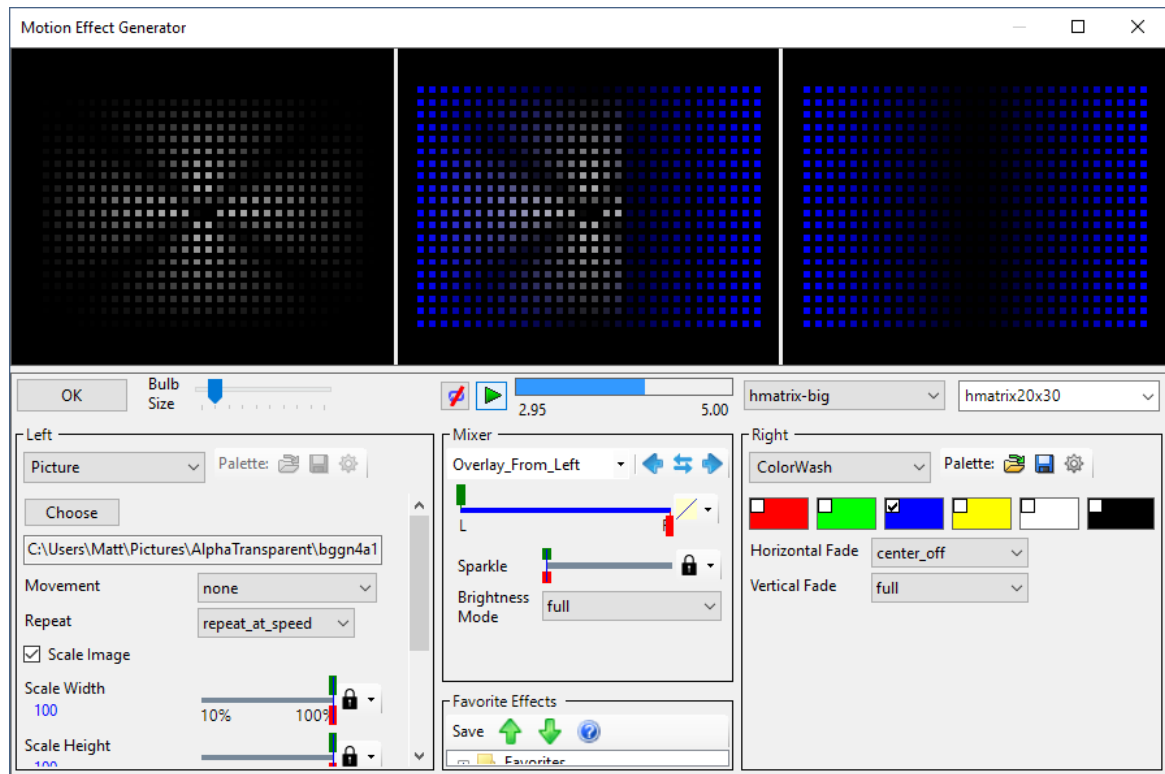 Motion Effect Generator
OK
Bulb
Size
2.95
5.00
hmatrix-big
hmatrix20x30
Left
Picture
Palette:
Choose
C:\Users\Matt\Pictures\AlphaTransparent\bggn4a1
Movement
none
Repeat
repeat_at_speed
Scale Image
Scale Width
100
10%
100%
Scale Height
100
Mixer
Overlay_From_Left
L
Sparkle
Brightness
Mode
full
Favorite Effects
Save
Favorites
Right
ColorWash
Palette:
Horizontal Fade
center_off
Vertical Fade
full